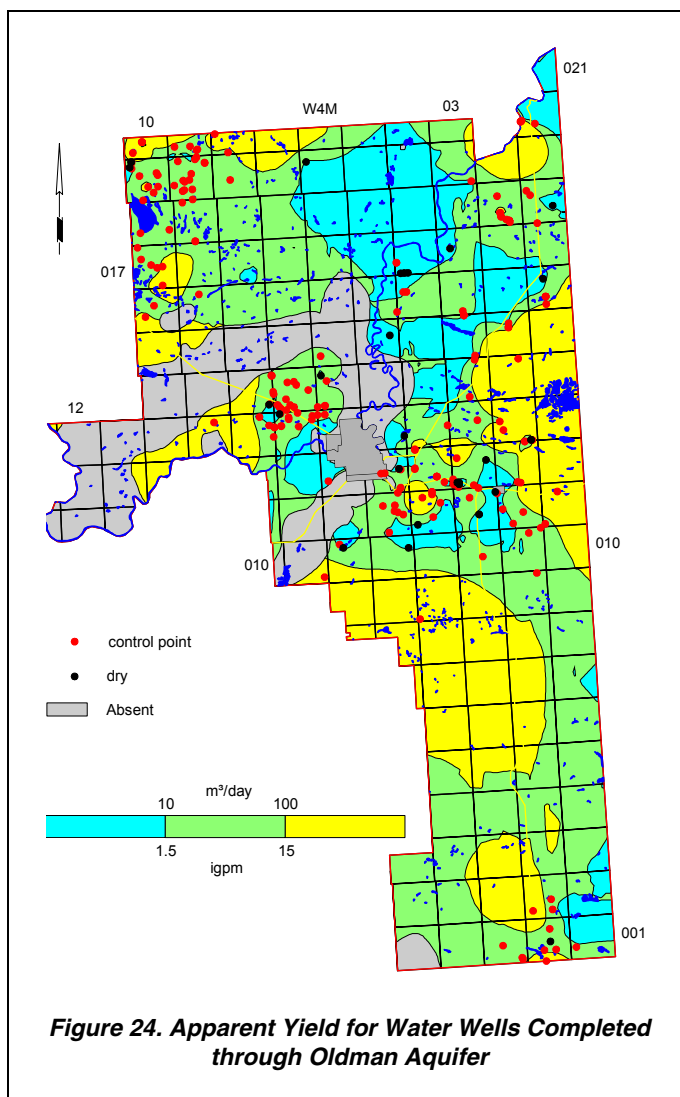 021
10
W4M
03
017
12
010
010
control point
dry
Absent
m³/day
10
100
1.5
15
igpm
001
Figure 24. Apparent Yield for Water Wells Completed
through Oldman Aquifer